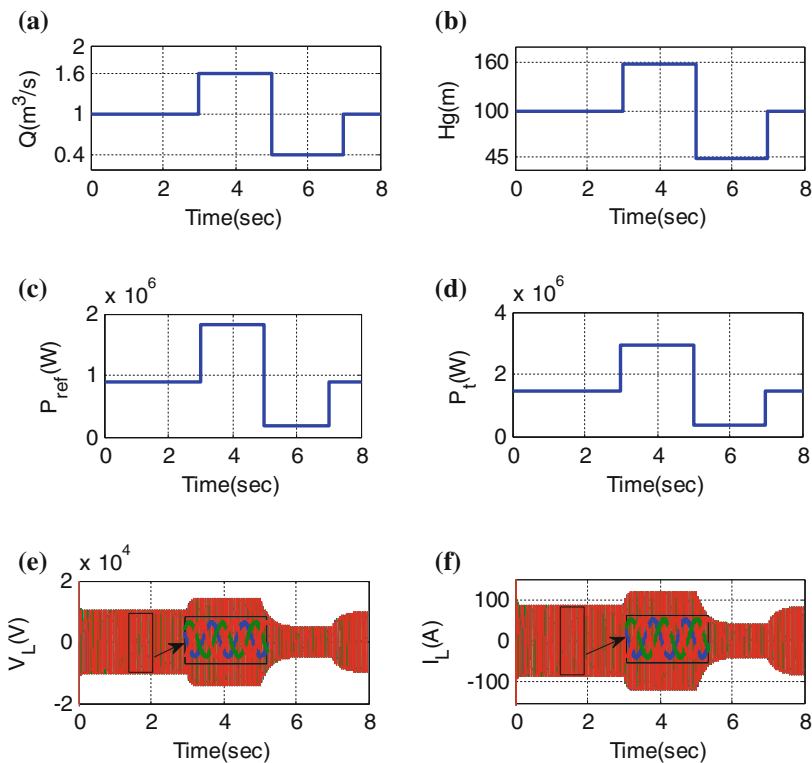 (a)
2
1.6
1
0.4
Q(m³/s)
0 2 4 6 8
Time(sec)
(b)
160
100
45
Hg(m)
0 2 4 6 8
Time(sec)
(c)
x 10⁶
2
1
0
P_ref(W)
0 2 4 6 8
Time(sec)
(d)
x 10⁶
4
2
0
P_t(W)
0 2 4 6 8
Time(sec)
(e)
x 10⁴
2
1
0
-1
-2
V_L(V)
0 2 4 6 8
Time(sec)
(f)
100
50
0
-50
-100
I_L(A)
0 2 4 6 8
Time(sec)